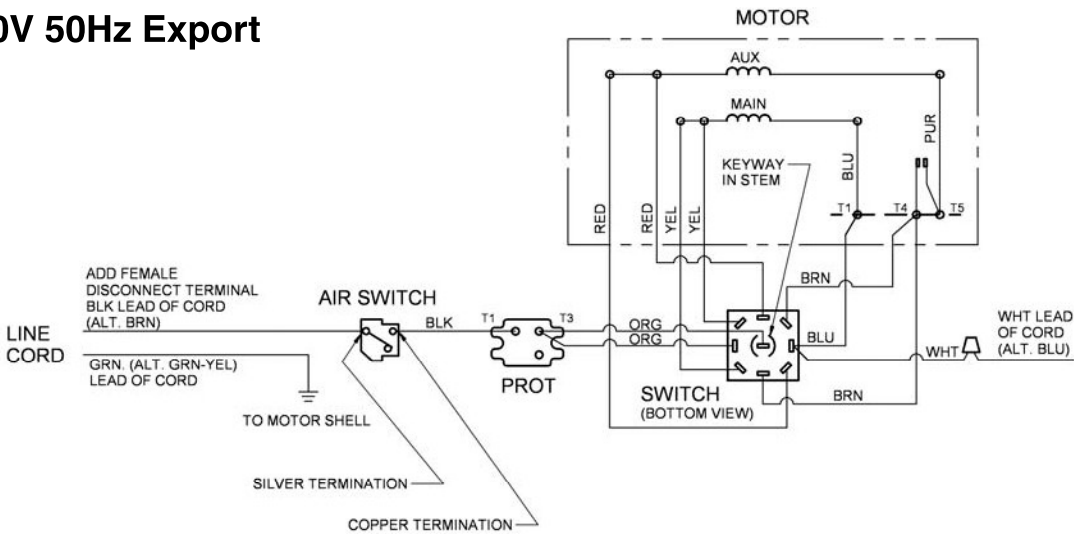 0V 50Hz Export
MOTOR
AUX
MAIN
PUR
BLU
KEYWAY
IN STEM
T1
T4
T5
RED
RED
YEL
YEL
ADD FEMALE
DISCONNECT TERMINAL
BLK LEAD OF CORD
(ALT. BRN)
AIR SWITCH
LINE
CORD
BLK
T1
T3
PROT
ORG
ORG
BRN
BLU
WHT
WHT LEAD
OF CORD
(ALT. BLU)
GRN. (ALT. GRN-YEL)
LEAD OF CORD
TO MOTOR SHELL
SWITCH
(BOTTOM VIEW)
BRN
SILVER TERMINATION
COPPER TERMINATION